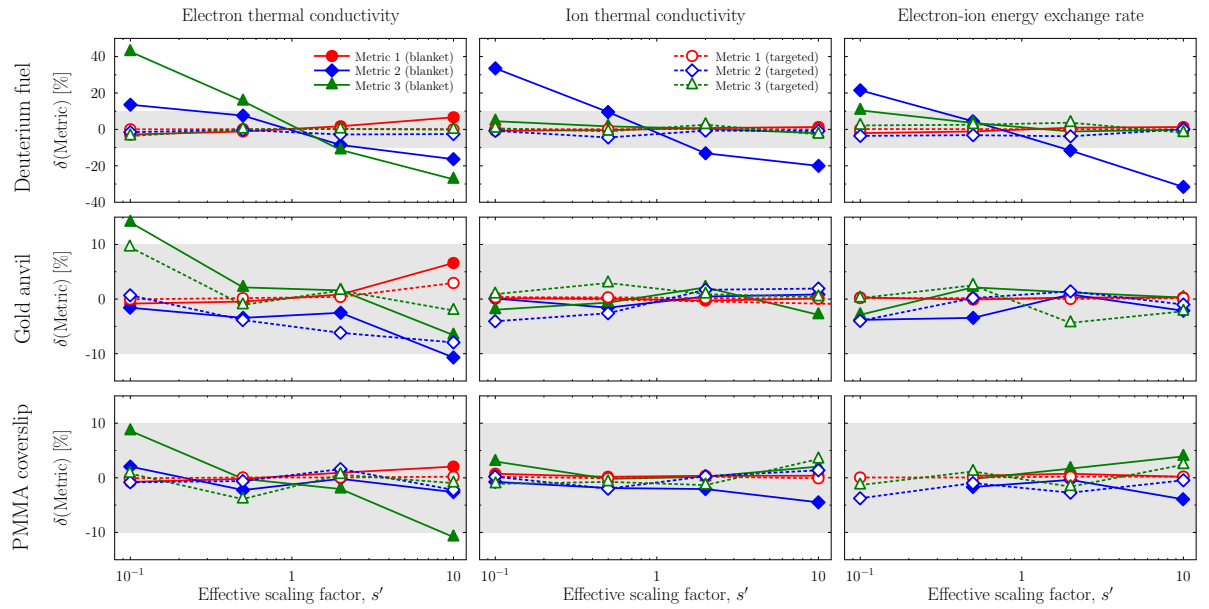 Electron thermal conductivity
Ion thermal conductivity
Electron-ion energy exchange rate
Deuterium fuel
δ(Metric) [%]
40
20
0
-20
-40
Metric 1 (blanket)
Metric 2 (blanket)
Metric 3 (blanket)
Metric 1 (targeted)
Metric 2 (targeted)
Metric 3 (targeted)
Gold anvil
δ(Metric) [%]
10
0
-10
PMMA coverslip
δ(Metric) [%]
10
0
-10
10⁻¹ 1 10
10⁻¹ 1 10
10⁻¹ 1 10
Effective scaling factor, s′
Effective scaling factor, s′
Effective scaling factor, s′